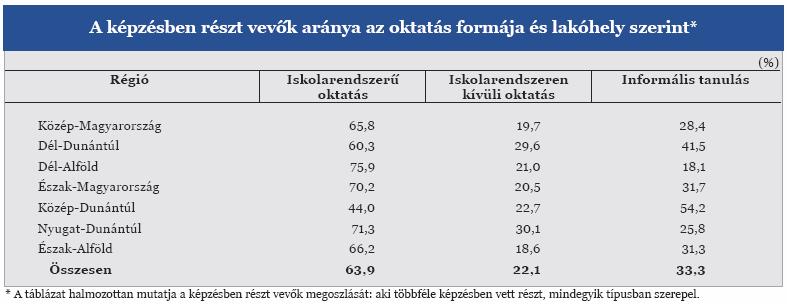 A képzésben részt vevők aránya az oktatás formája és lakóhely szerint*
(%)
Régió Iskolarendszerű oktatás Iskolarendszeren kívüli oktatás Informális tanulás
Közép-Magyarország 65,8 19,7 28,4
Dél-Dunántúl 60,3 29,6 41,5
Dél-Alföld 75,9 21,0 18,1
Észak-Magyarország 70,2 20,5 31,7
Közép-Dunántúl 44,0 22,7 54,2
Nyugat-Dunántúl 71,3 30,1 25,8
Észak-Alföld 66,2 18,6 31,3
Összesen 63,9 22,1 33,3
* A táblázat halmozottan mutatja a képzésben részt vevők megoszlását: aki többféle képzésben vett részt, mindegyik típusban szerepel.